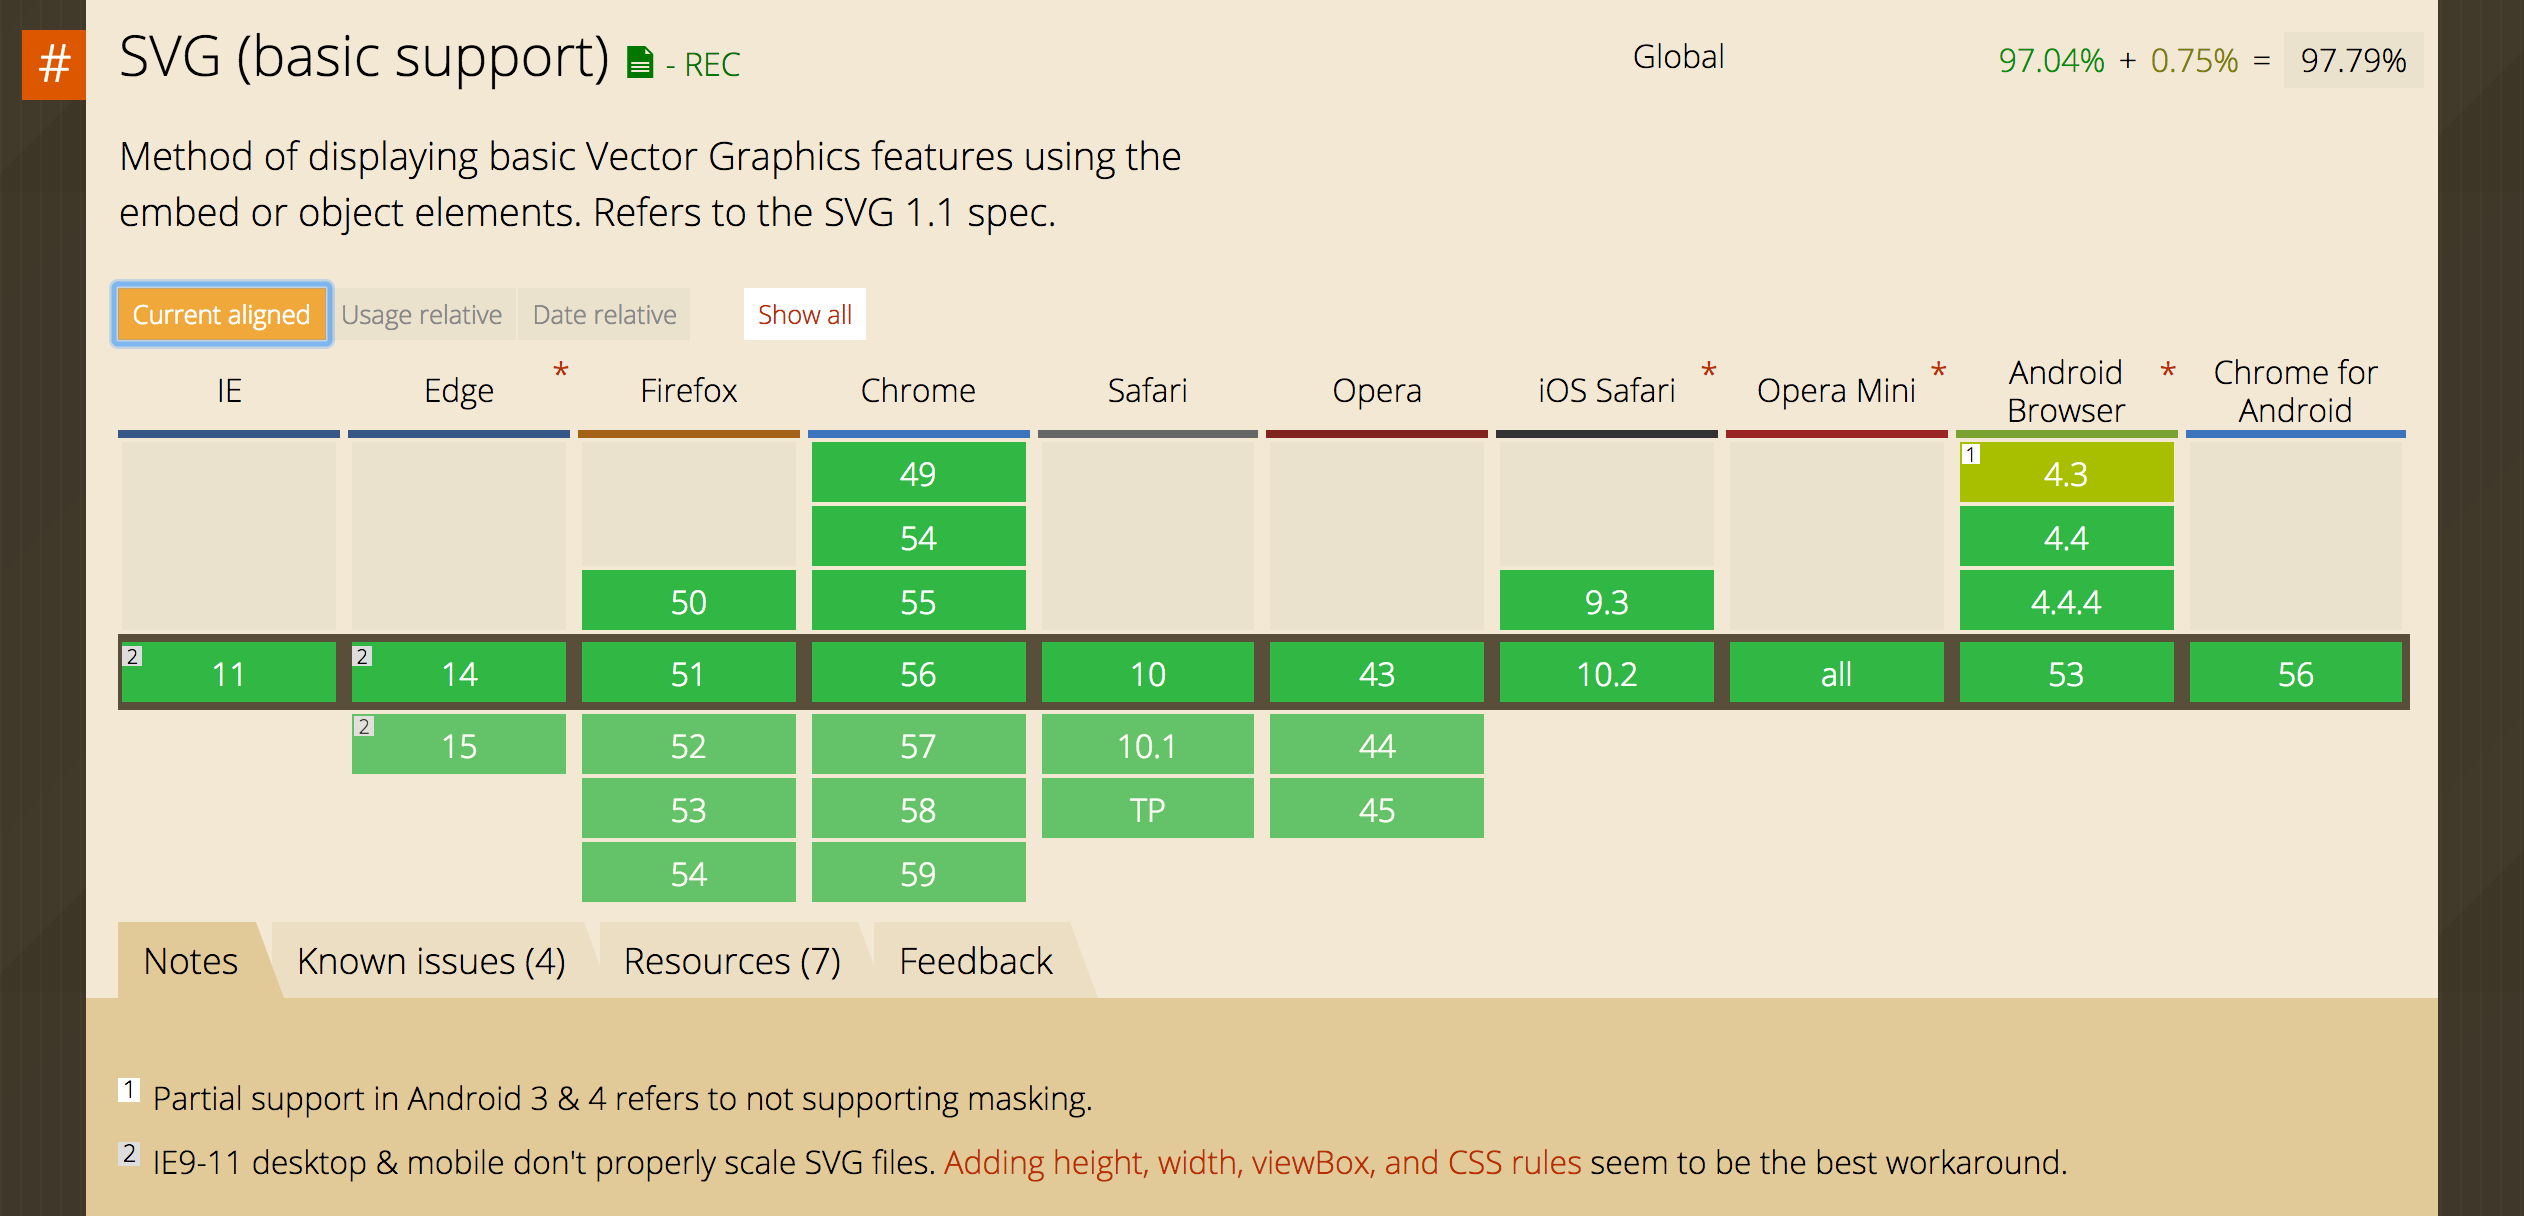 #
SVG (basic support) - REC
Global 97.04% + 0.75% = 97.79%
Method of displaying basic Vector Graphics features using the
embed or object elements. Refers to the SVG 1.1 spec.
Current aligned Usage relative Date relative Show all
IE Edge * Firefox Chrome Safari Opera iOS Safari * Opera Mini * Android Browser * Chrome for Android
49 1 4.3
54 4.4
50 55 9.3 4.4.4
2 11 2 14 51 56 10 43 10.2 all 53 56
2 15 52 57 10.1 44
53 58 TP 45
54 59
Notes Known issues (4) Resources (7) Feedback
1 Partial support in Android 3 & 4 refers to not supporting masking.
2 IE9-11 desktop & mobile don't properly scale SVG files. Adding height, width, viewBox, and CSS rules seem to be the best workaround.